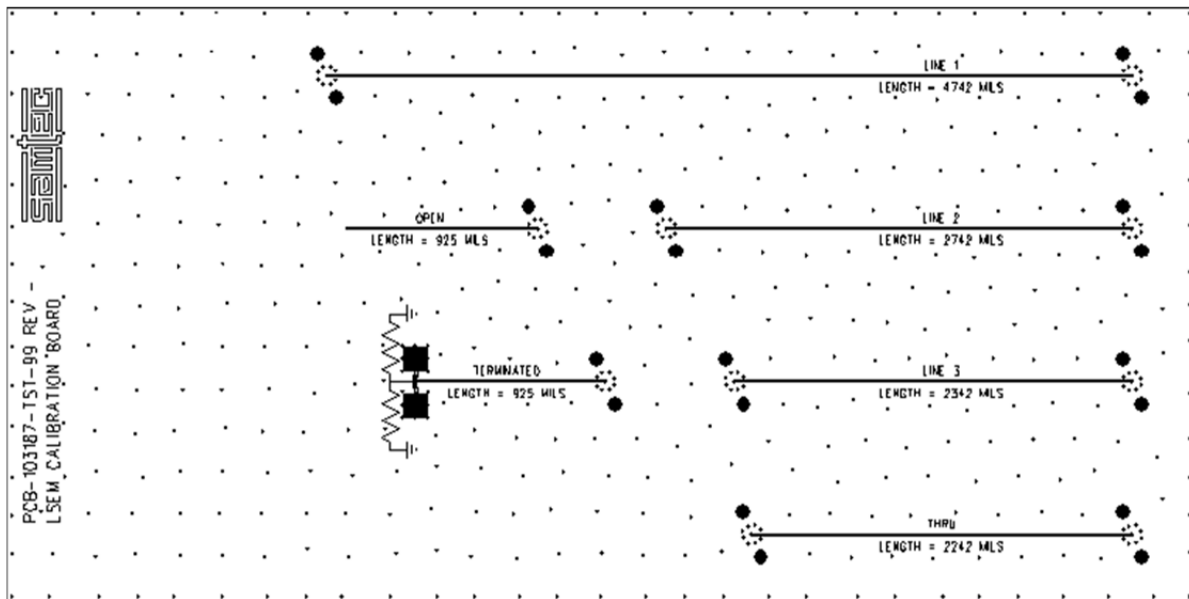 samtec
PCB-103187-TST-99 REV -
LSEM CALIBRATION BOARD
LINE 1
LENGTH = 4742 MILS
OPEN
LENGTH = 925 MILS
LINE 2
LENGTH = 2742 MILS
TERMINATED
LENGTH = 925 MILS
LINE 3
LENGTH = 2342 MILS
THRU
LENGTH = 2242 MILS